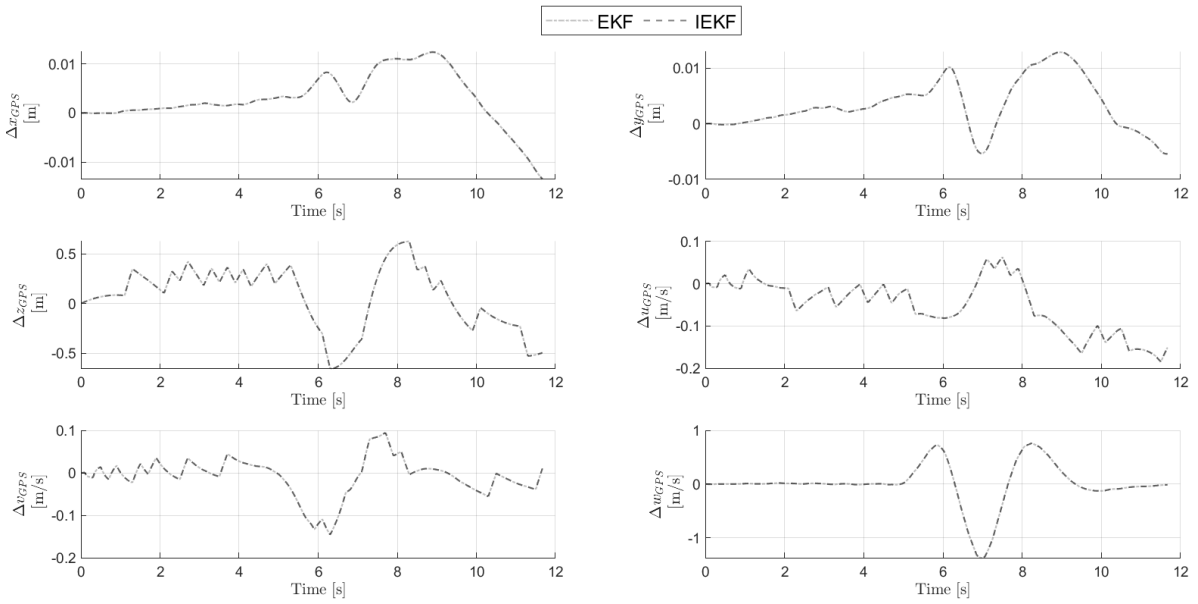 EKF IEKF
Δx_GPS
[m]
0.01
0
-0.01
0 2 4 6 8 10 12
Time [s]
Δy_GPS
[m]
0.01
0
-0.01
0 2 4 6 8 10 12
Time [s]
Δz_GPS
[m]
0.5
0
-0.5
0 2 4 6 8 10 12
Time [s]
Δu_GPS
[m/s]
0.1
0
-0.1
-0.2
0 2 4 6 8 10 12
Time [s]
Δv_GPS
[m/s]
0.1
0
-0.1
-0.2
0 2 4 6 8 10 12
Time [s]
Δw_GPS
[m/s]
1
0
-1
0 2 4 6 8 10 12
Time [s]